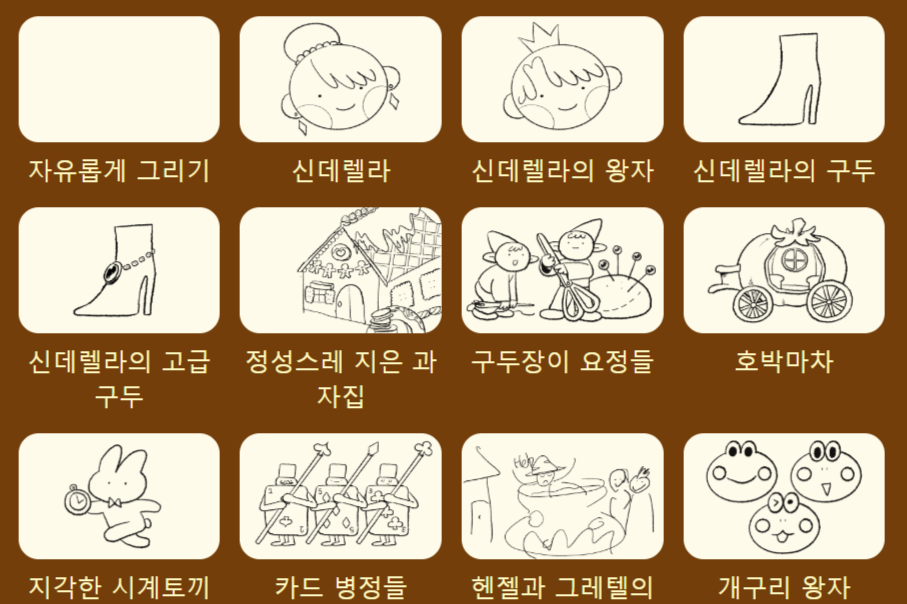 자유롭게 그리기
신데렐라
신데렐라의 왕자
신데렐라의 구두
신데렐라의 고급
구두
정성스레 지은 과
자집
구두장이 요정들
호박마차
Help
지각한 시계토끼
카드 병정들
헨젤과 그레텔의
개구리 왕자